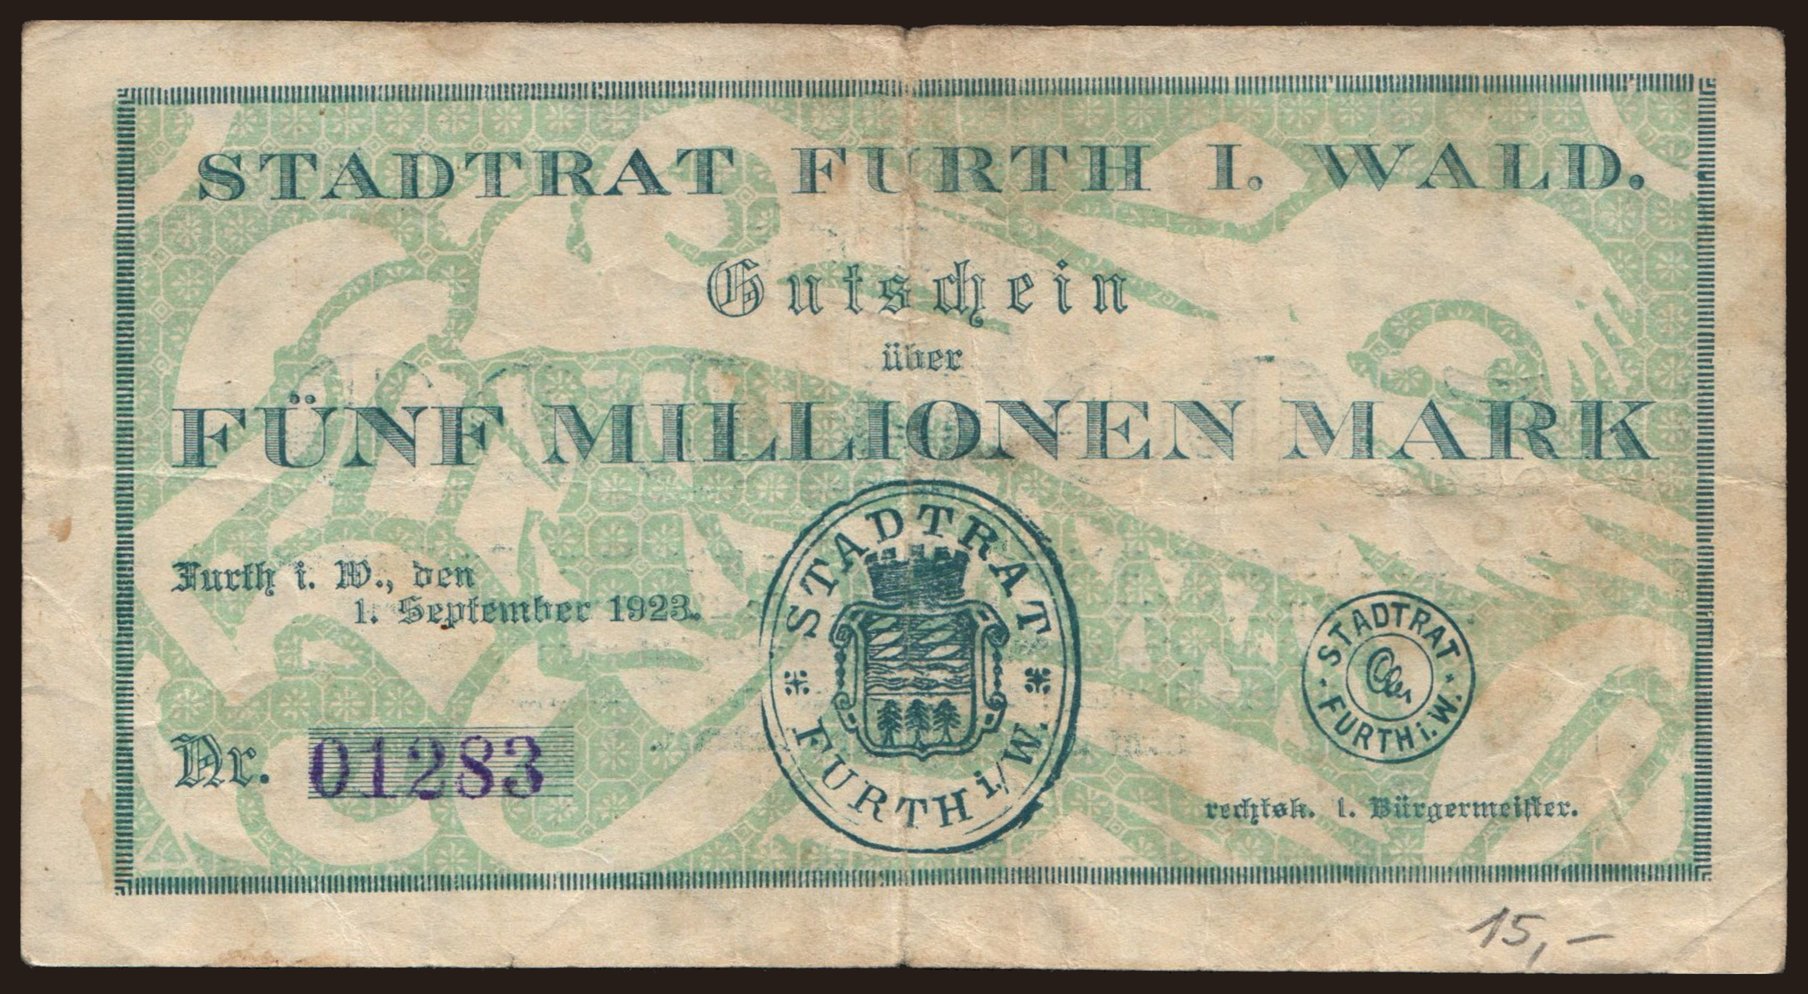 STADTRAT FURTH I. WALD.
Gutschein
über
FÜNF MILLIONEN MARK
Furth i. W., den
1. September 1923.
STADTRAT
FURTH i/W.
STADTRAT
FURTH i. W.
Nr. 01283
rechtsk. 1. Bürgermeister.
15,-